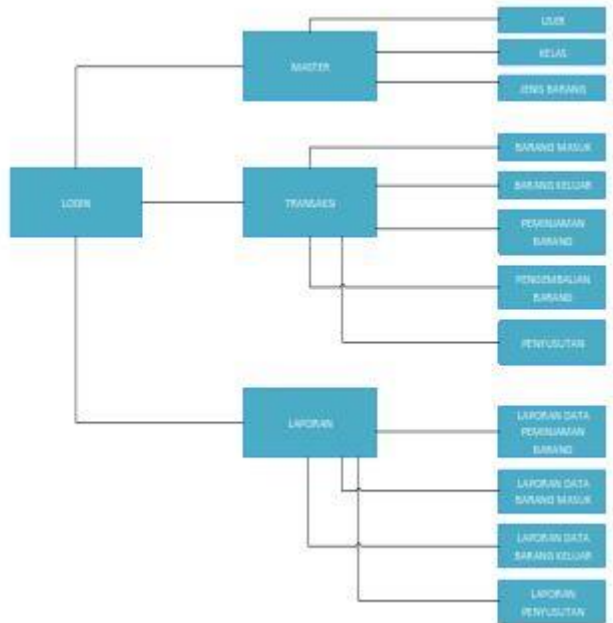 USER
MASTER
KELAS
JENIS BARANG
BARANG MASUK
LOGIN
TRANSAKSI
BARANG KELUAR
PEMINJAMAN
BARANG
PENGEMBALIAN
BARANG
PENYUSUTAN
LAPORAN
LAPORAN DATA
PEMINJAMAN
BARANG
LAPORAN DATA
BARANG MASUK
LAPORAN DATA
BARANG KELUAR
LAPORAN
PENYUSUTAN